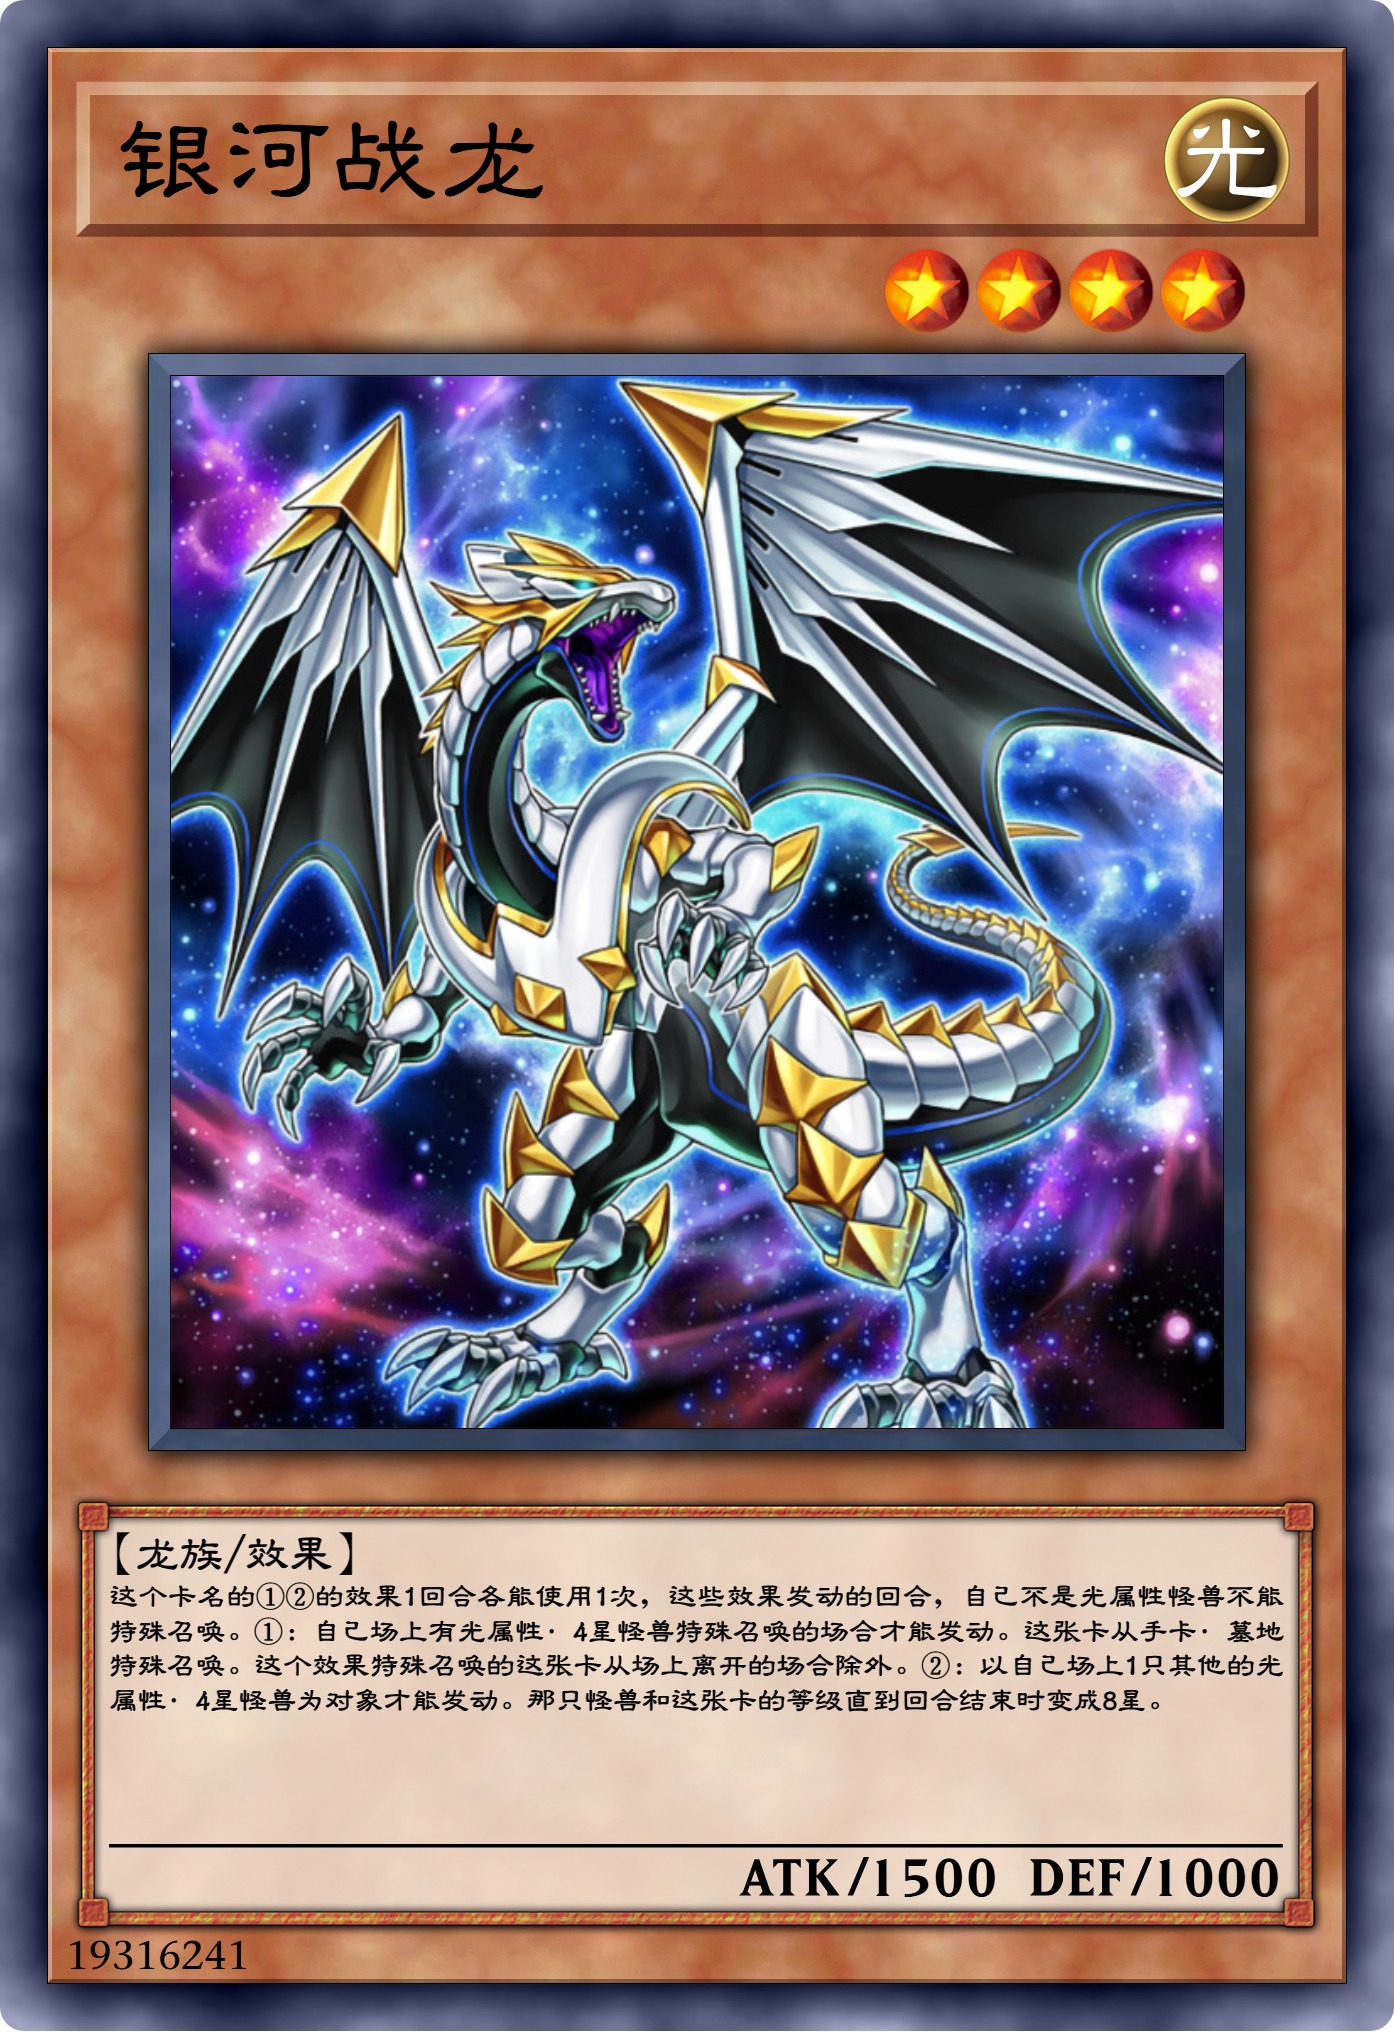 银河战龙
光
【龙族/效果】
这个卡名的①②的效果1回合各能使用1次，这些效果发动的回合，自己不是光属性怪兽不能
特殊召唤。①：自己场上有光属性·4星怪兽特殊召唤的场合才能发动。这张卡从手卡·墓地
特殊召唤。这个效果特殊召唤的这张卡从场上离开的场合除外。②：以自己场上1只其他的光
属性·4星怪兽为对象才能发动。那只怪兽和这张卡的等级直到回合结束时变成8星。
ATK/1500 DEF/1000
19316241